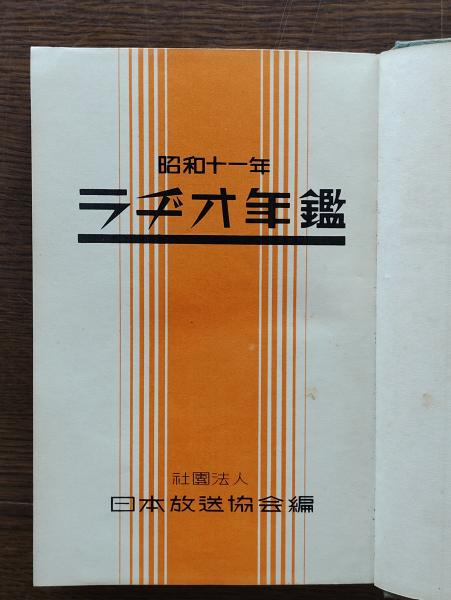 昭和十一年
ラヂオ年鑑
社團法人
日本放送協会編